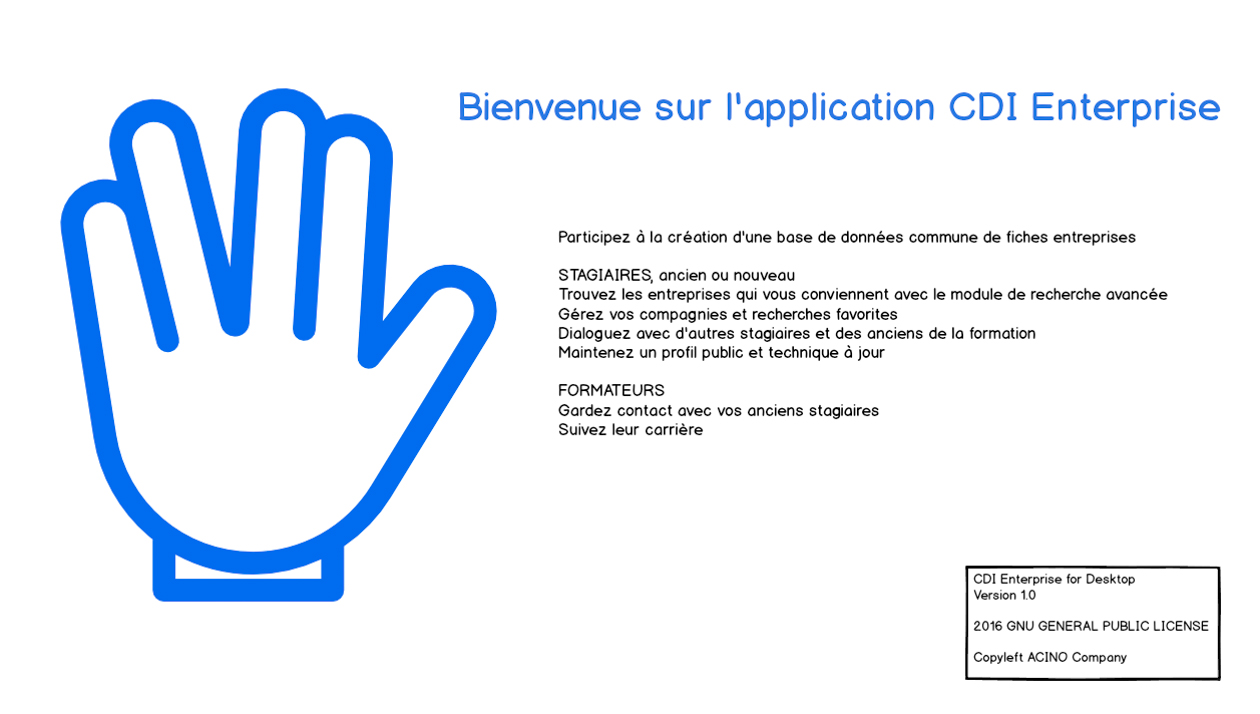 Bienvenue sur l'application CDI Enterprise
Participez à la création d'une base de données commune de fiches entreprises
STAGIAIRES, ancien ou nouveau
Trouvez les entreprises qui vous conviennent avec le module de recherche avancée
Gérez vos compagnies et recherches favorites
Dialoguez avec d'autres stagiaires et des anciens de la formation
Maintenez un profil public et technique à jour
FORMATEURS
Gardez contact avec vos anciens stagiaires
Suivez leur carrière
CDI Enterprise for Desktop
Version 1.0
2016 GNU GENERAL PUBLIC LICENSE
Copyleft ACINO Company